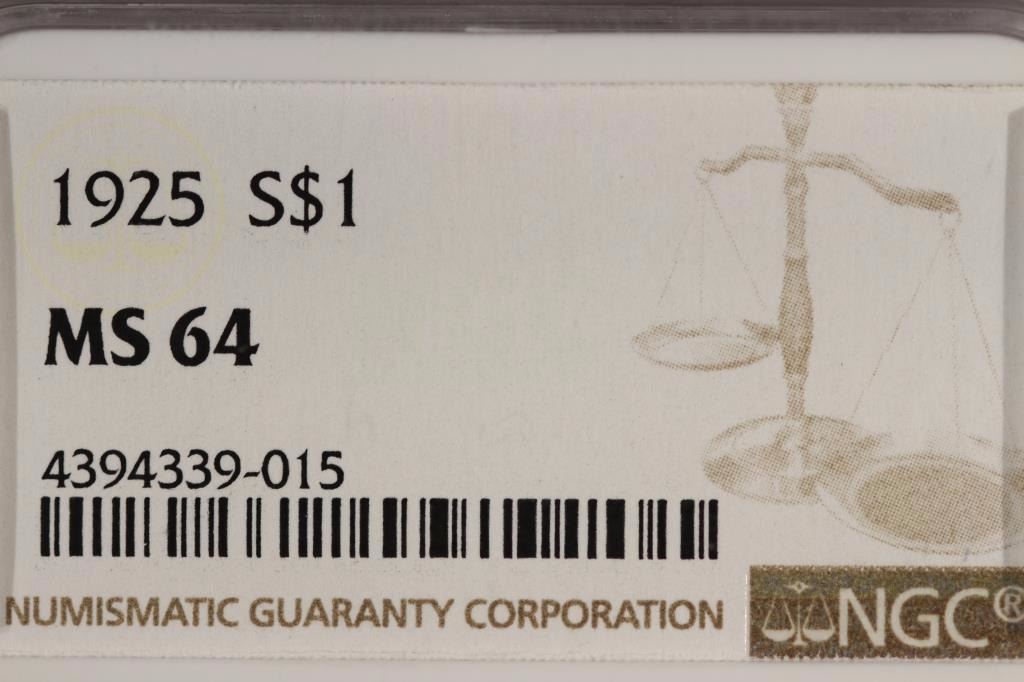 1925 S$1
MS 64
4394339-015
NUMISMATIC GUARANTY CORPORATION
NGC®